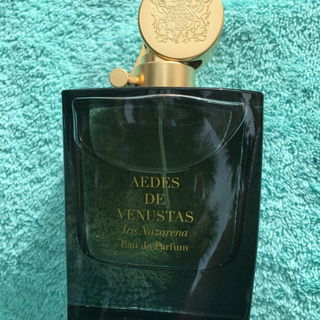 AEDES
DE
VENUSTAS
Iris Nazarena
Eau de Parfum